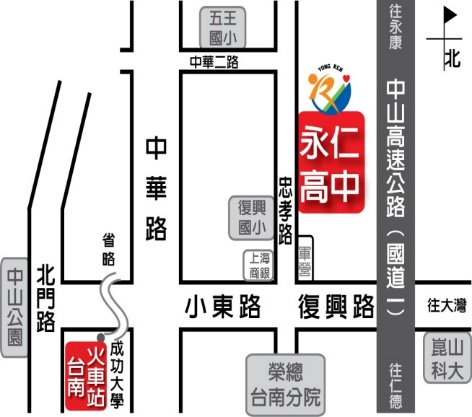 五王
國小
往永康
北
中華二路
YONG REN
永仁
高中
中華路
忠孝路
中山高速公路(國道一)
復興
國小
省略
上海
商銀
軍營
中山公園
北門路
小東路
復興路
往大灣
火車站
台南
成功大學
榮總
台南分院
往仁德
崑山
科大